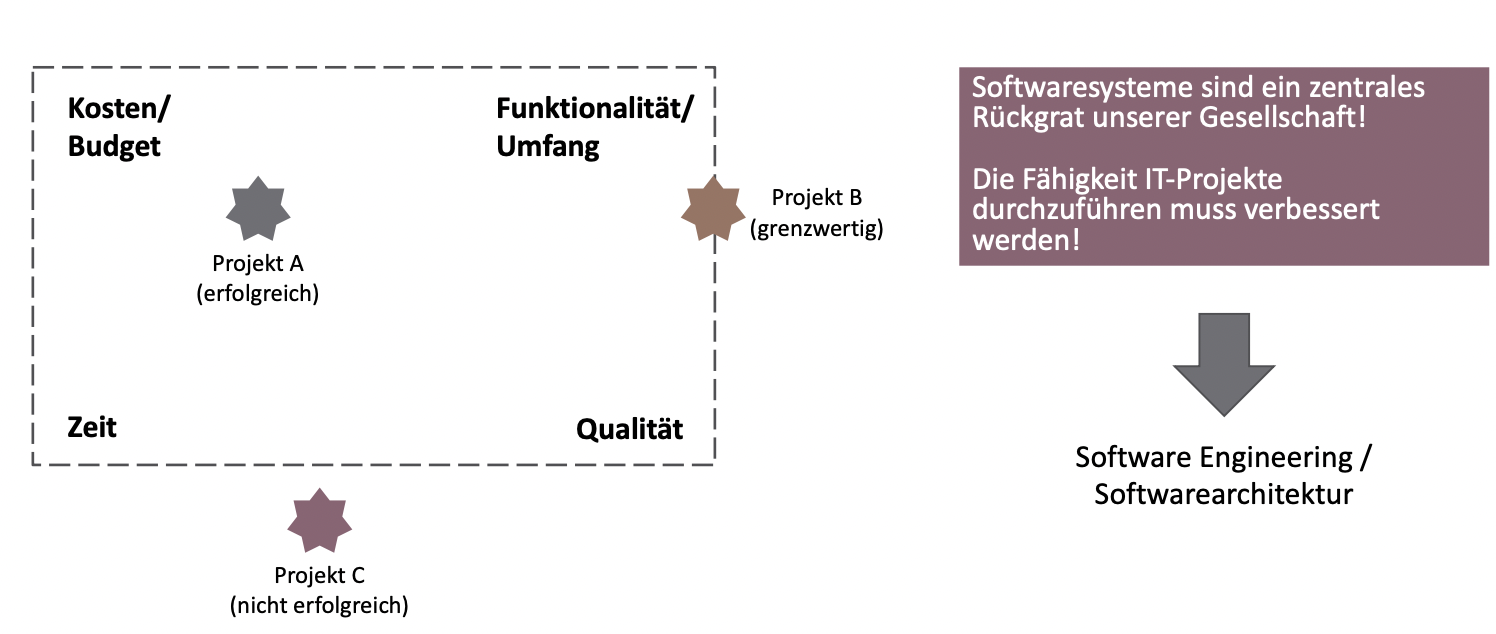 Kosten/
Budget
Funktionalität/
Umfang
Projekt A
(erfolgreich)
Projekt B
(grenzwertig)
Zeit
Qualität
Projekt C
(nicht erfolgreich)
Softwaresysteme sind ein zentrales
Rückgrat unserer Gesellschaft!
Die Fähigkeit IT-Projekte
durchzuführen muss verbessert
werden!
Software Engineering /
Softwarearchitektur